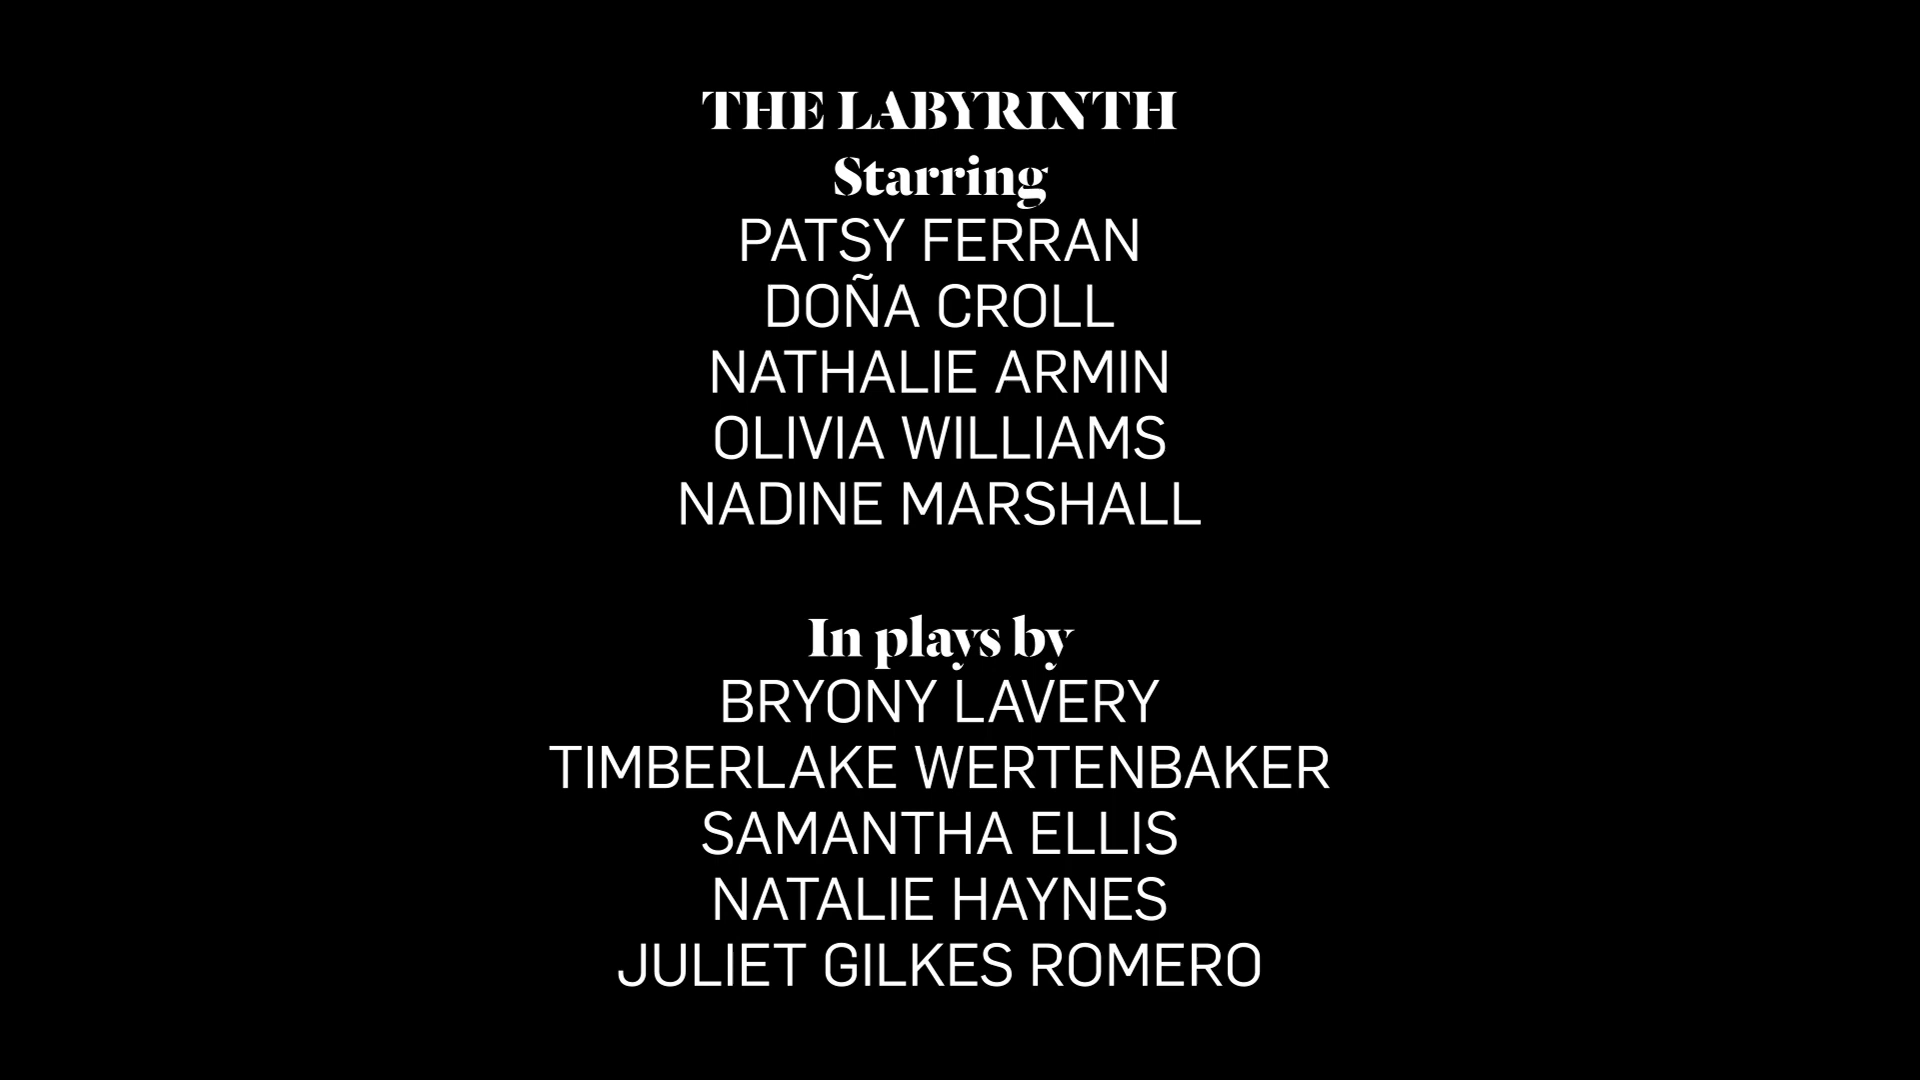 THE LABYRINTH
Starring
PATSY FERRAN
DOÑA CROLL
NATHALIE ARMIN
OLIVIA WILLIAMS
NADINE MARSHALL
In plays by
BRYONY LAVERY
TIMBERLAKE WERTENBAKER
SAMANTHA ELLIS
NATALIE HAYNES
JULIET GILKES ROMERO